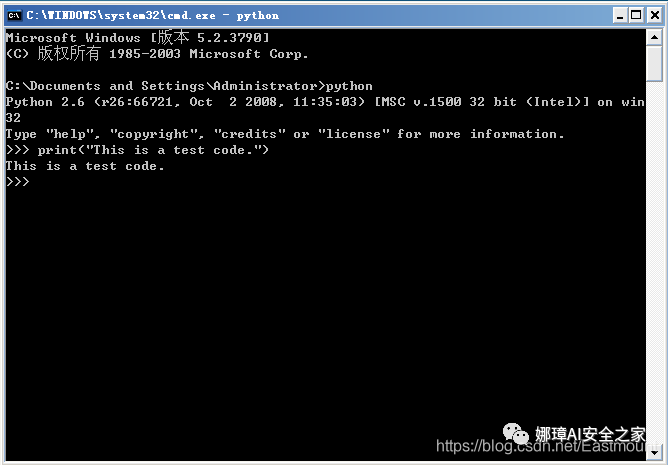 C:\WINDOWS\system32\cmd.exe - python
Microsoft Windows [版本 5.2.3790]
(C) 版权所有 1985-2003 Microsoft Corp.
C:\Documents and Settings\Administrator>python
Python 2.6 (r26:66721, Oct  2 2008, 11:35:03) [MSC v.1500 32 bit (Intel)] on win
32
Type "help", "copyright", "credits" or "license" for more information.
>>> print("This is a test code.")
This is a test code.
>>>
娜璋AI安全之家
https://blog.csdn.net/Eastmount